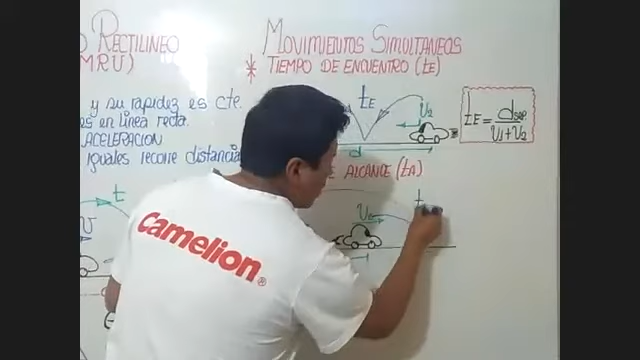 RECTILINEO
MRU)
y su rapidez es cte.
es en línea recta.
ACELERACION
iguales recorre distancia
t
V
MOVIMIENTOS SIMULTANEOS
* TIEMPO DE ENCUENTRO (tE)
tE
V2
d
tE = dsep
V1 + V2
E ALCANCE (tA)
t
Camelion®